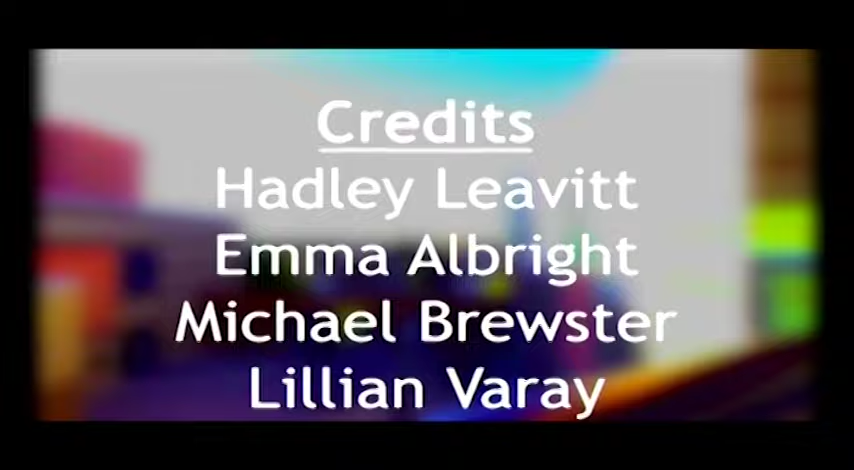 Credits
Hadley Leavitt
Emma Albright
Michael Brewster
Lillian Varay